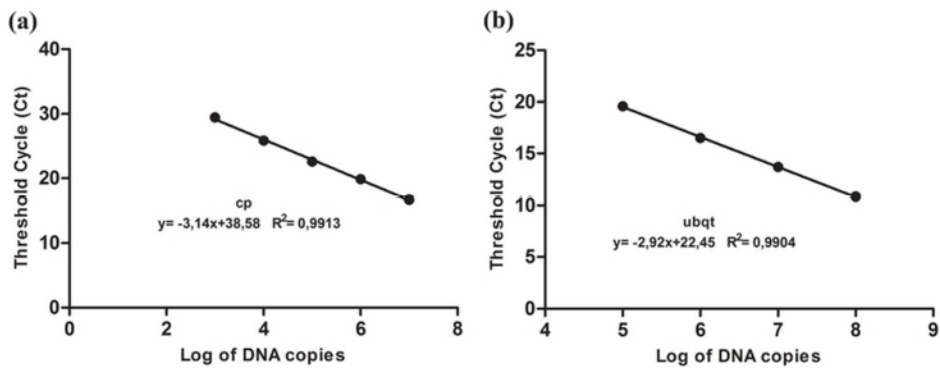 (a)
Threshold Cycle (Ct)
40
30
20
10
0
cp
y= -3,14x+38,58 R²= 0,9913
0 2 4 6 8
Log of DNA copies
(b)
Threshold Cycle (Ct)
25
20
15
10
5
0
ubqt
y= -2,92x+22,45 R²= 0,9904
4 5 6 7 8 9
Log of DNA copies